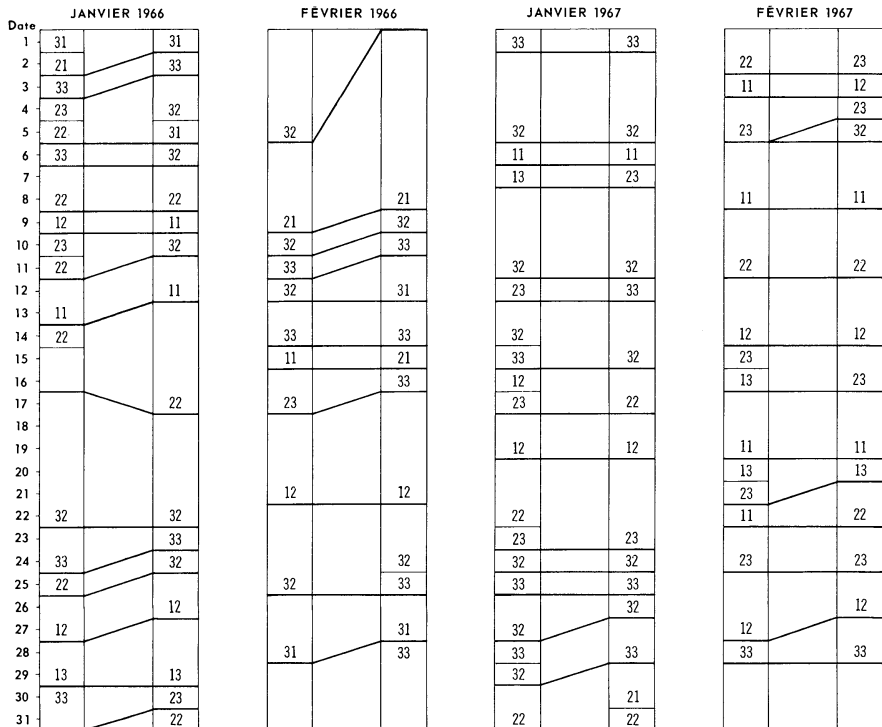 JANVIER 1966 FÉVRIER 1966 JANVIER 1967 FÉVRIER 1967
Date
1 31 31 33 33
2 21 33 22 23
3 33 11 12
4 23 32 23
5 22 31 32 32 32 23 32
6 33 32 11 11
7 13 23
8 22 22 21 11 11
9 12 11 21 32
10 23 32 32 33
11 22 33 32 32 22 22
12 11 32 31 23 33
13 11
14 22 33 33 32 12 12
15 11 21 33 32 23
16 33 12 13 23
17 22 23 23 22
18
19 12 12 11 11
20 13 13
21 12 12 23
22 32 32 22 11 22
23 33 23 23
24 33 32 32 32 32 23 23
25 22 32 33 33 33
26 12 32 12
27 12 31 32 12
28 31 33 33 33 33 33
29 13 13 32
30 33 23 21
31 22 22 22